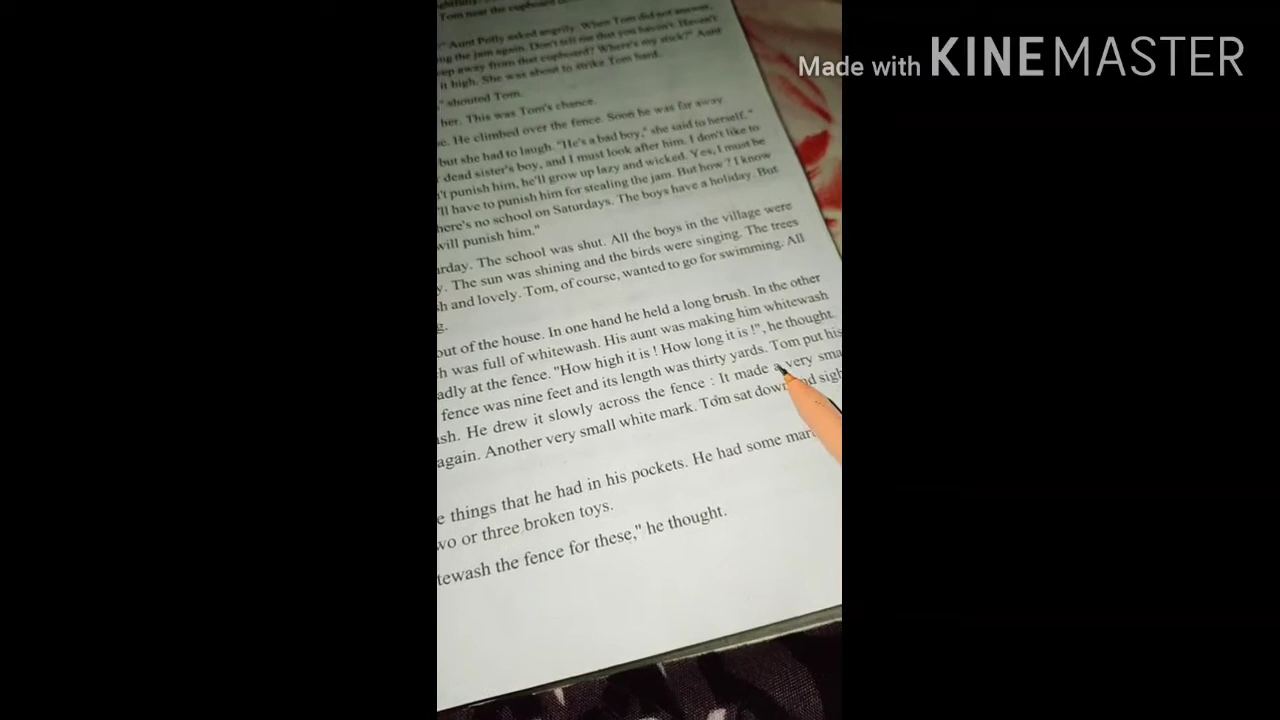 Made with KINEMASTER
Tom near the cupboard
?" Aunt Polly asked angrily. When Tom did not answer,
ng the jam again. Don't tell me that you haven't. Haven't
eep away from that cupboard? Where's my stick?" Aunt
it high. She was about to strike Tom hard.
" shouted Tom.
her. This was Tom's chance.
e. He climbed over the fence. Soon he was far away.
but she had to laugh. "He's a bad boy," she said to herself. "
dead sister's boy, and I must look after him. I don't like to
't punish him, he'll grow up lazy and wicked. Yes, I must be
'll have to punish him for stealing the jam. But how ? I know
here's no school on Saturdays. The boys have a holiday. But
will punish him."
urday. The school was shut. All the boys in the village were
y. The sun was shining and the birds were singing. The trees
h and lovely. Tom, of course, wanted to go for swimming. All
g.
out of the house. In one hand he held a long brush. In the other
h was full of whitewash. His aunt was making him whitewash
adly at the fence. "How high it is ! How long it is !", he thought.
fence was nine feet and its length was thirty yards. Tom put his
ush. He drew it slowly across the fence : It made a very sma
again. Another very small white mark. Tom sat down and sigh
e things that he had in his pockets. He had some mar
wo or three broken toys.
tewash the fence for these," he thought.